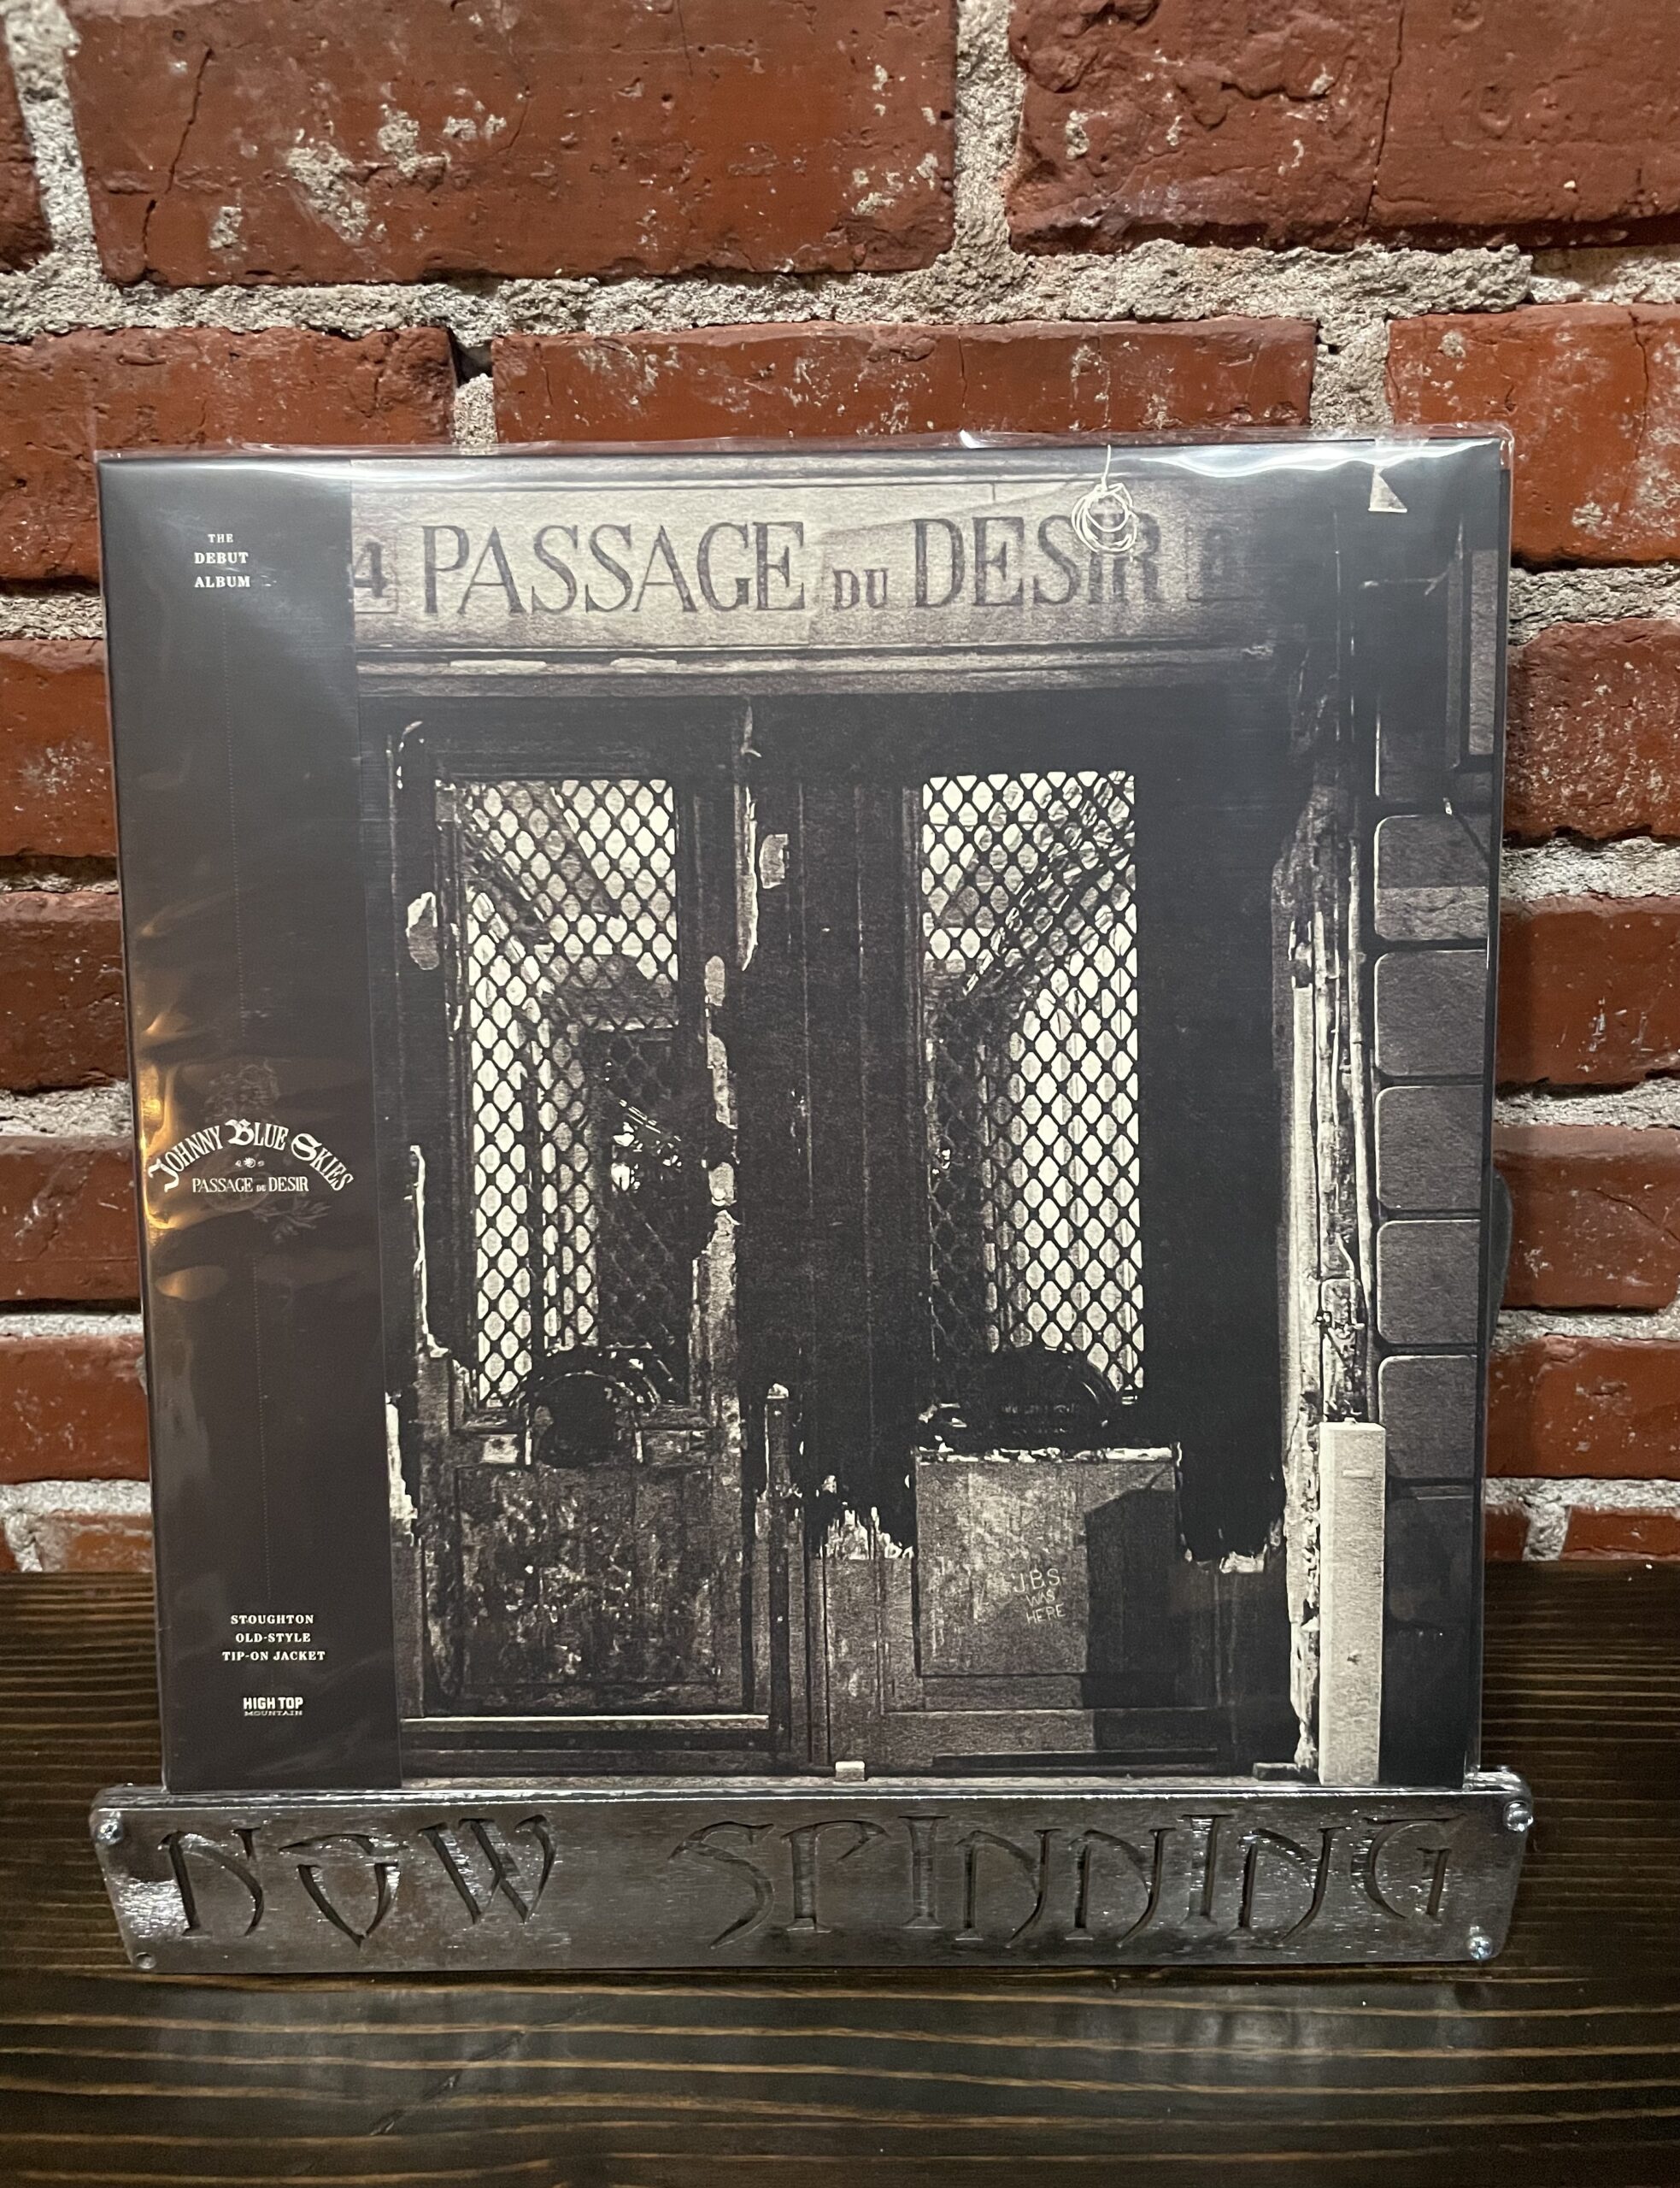 THE
DEBUT
ALBUM
4 PASSAGE DU DESIR
JOHNNY BLUE SKIES
PASSAGE DU DESIR
J.B.S.
WAS
HERE
STOUGHTON
OLD-STYLE
TIP-ON JACKET
HIGH TOP
MOUNTAIN
NOW SPINNING